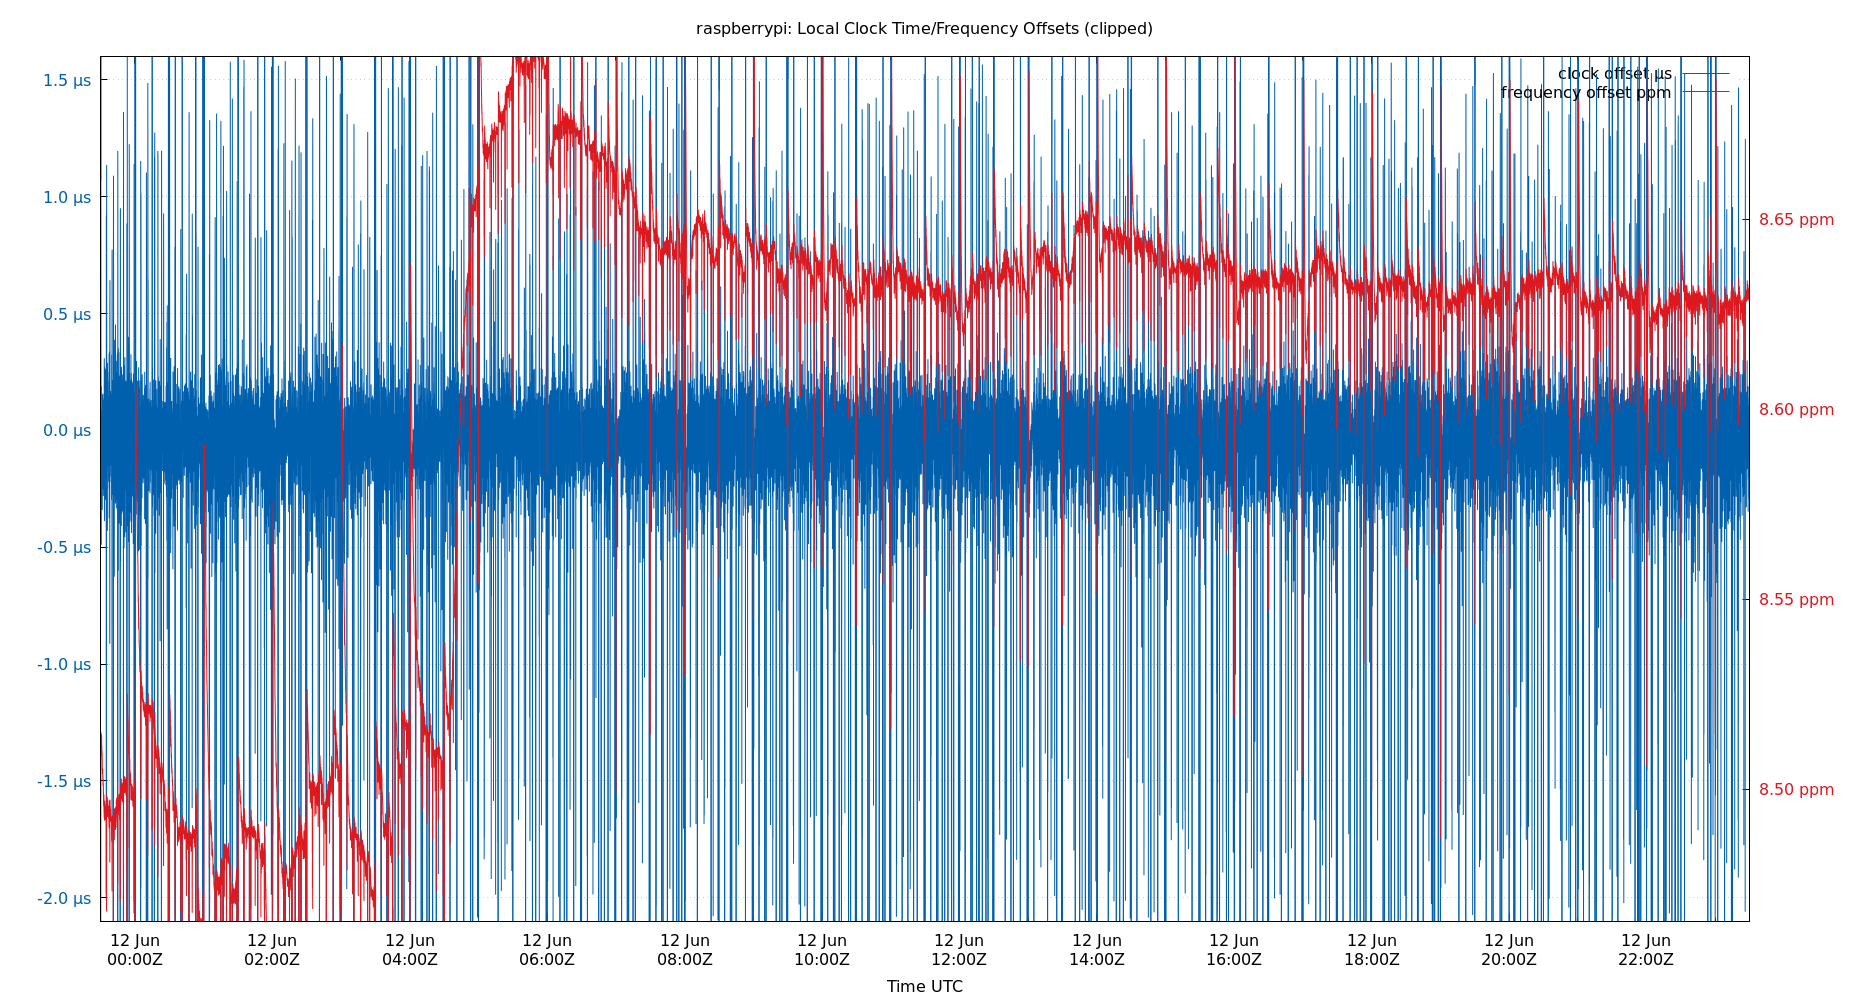 raspberrypi: Local Clock Time/Frequency Offsets (clipped)
clock offset µs
frequency offset ppm
1.5 µs
1.0 µs
0.5 µs
0.0 µs
-0.5 µs
-1.0 µs
-1.5 µs
-2.0 µs
8.65 ppm
8.60 ppm
8.55 ppm
8.50 ppm
12 Jun 12 Jun 12 Jun 12 Jun 12 Jun 12 Jun 12 Jun 12 Jun 12 Jun 12 Jun 12 Jun 12 Jun
00:00Z 02:00Z 04:00Z 06:00Z 08:00Z 10:00Z 12:00Z 14:00Z 16:00Z 18:00Z 20:00Z 22:00Z
Time UTC